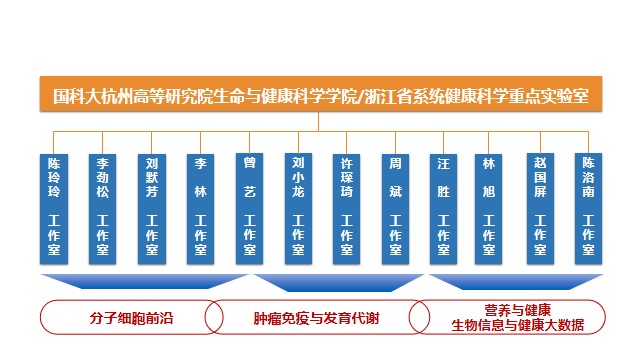 国科大杭州高等研究院生命与健康科学学院/浙江省系统健康科学重点实验室
陈玲玲 工作室
李劲松 工作室
刘默芳 工作室
李 林 工作室
曾 艺 工作室
刘小龙 工作室
许琛琦 工作室
周 斌 工作室
汪 胜 工作室
林 旭 工作室
赵国屏 工作室
陈洛南 工作室
分子细胞前沿
肿瘤免疫与发育代谢
营养与健康
生物信息与健康大数据